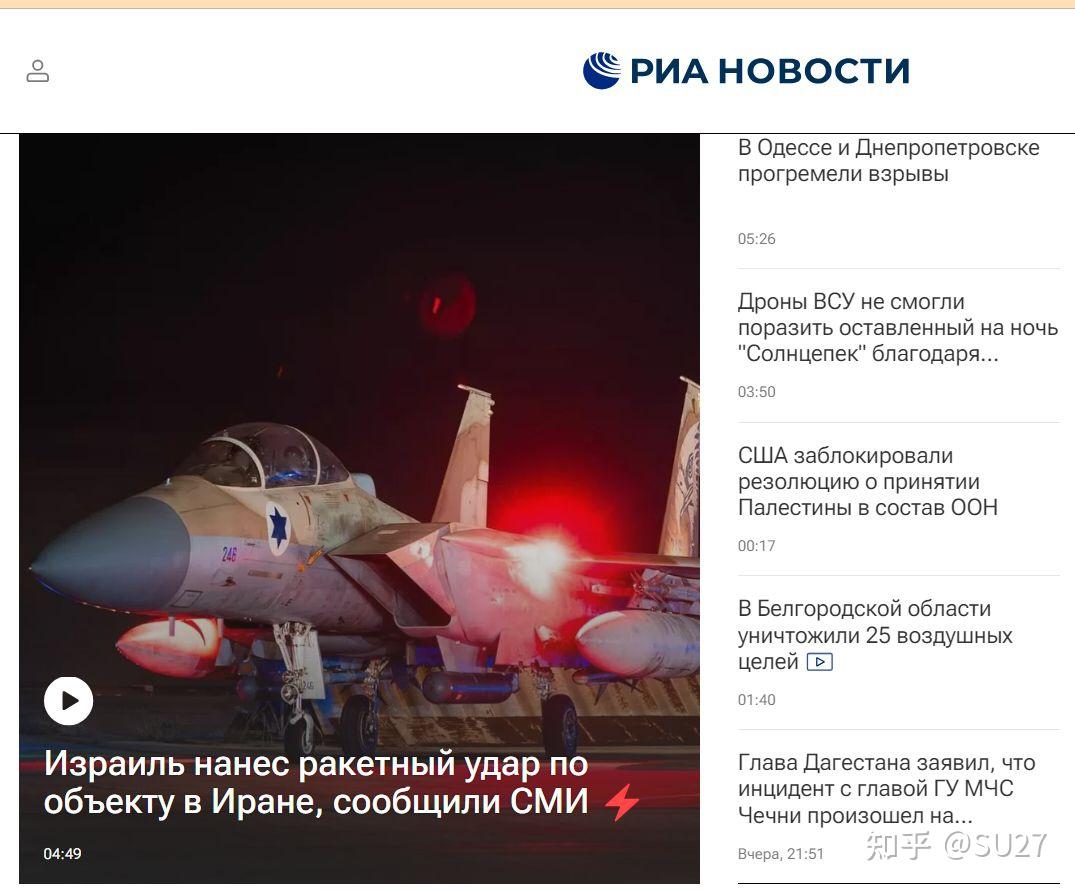 РИА НОВОСТИ
246
246
Израиль нанес ракетный удар по
объекту в Иране, сообщили СМИ
04:49
В Одессе и Днепропетровске
прогремели взрывы
05:26
Дроны ВСУ не смогли
поразить оставленный на ночь
"Солнцепек" благодаря...
03:50
США заблокировали
резолюцию о принятии
Палестины в состав ООН
00:17
В Белгородской области
уничтожили 25 воздушных
целей
01:40
Глава Дагестана заявил, что
инцидент с главой ГУ МЧС
Чечни произошел на...
Вчера, 21:51
知乎 @SU27